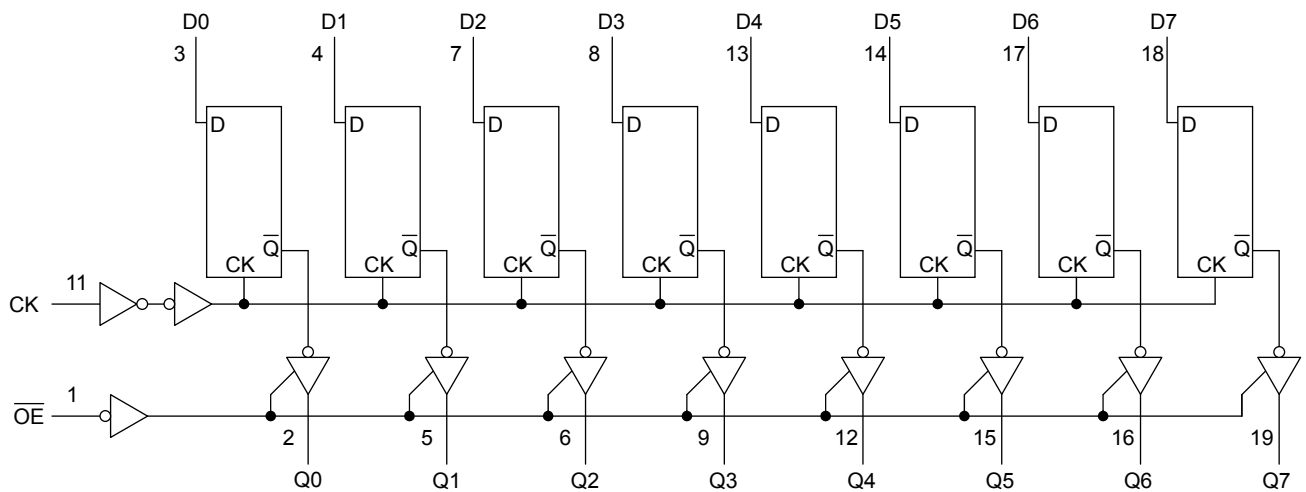 D0 D1 D2 D3 D4 D5 D6 D7
3 4 7 8 13 14 17 18
D D D D D D D D
Q̅ Q̅ Q̅ Q̅ Q̅ Q̅ Q̅ Q̅
CK CK CK CK CK CK CK CK
11
CK
1
O̅E̅
2 5 6 9 12 15 16 19
Q0 Q1 Q2 Q3 Q4 Q5 Q6 Q7